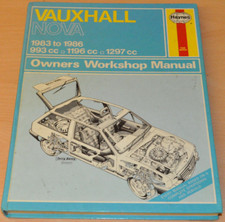 VAUXHALL
NOVA
Haynes
1983 to 1986
993 cc □ 1196 cc □ 1297 cc
Owners Workshop Manual